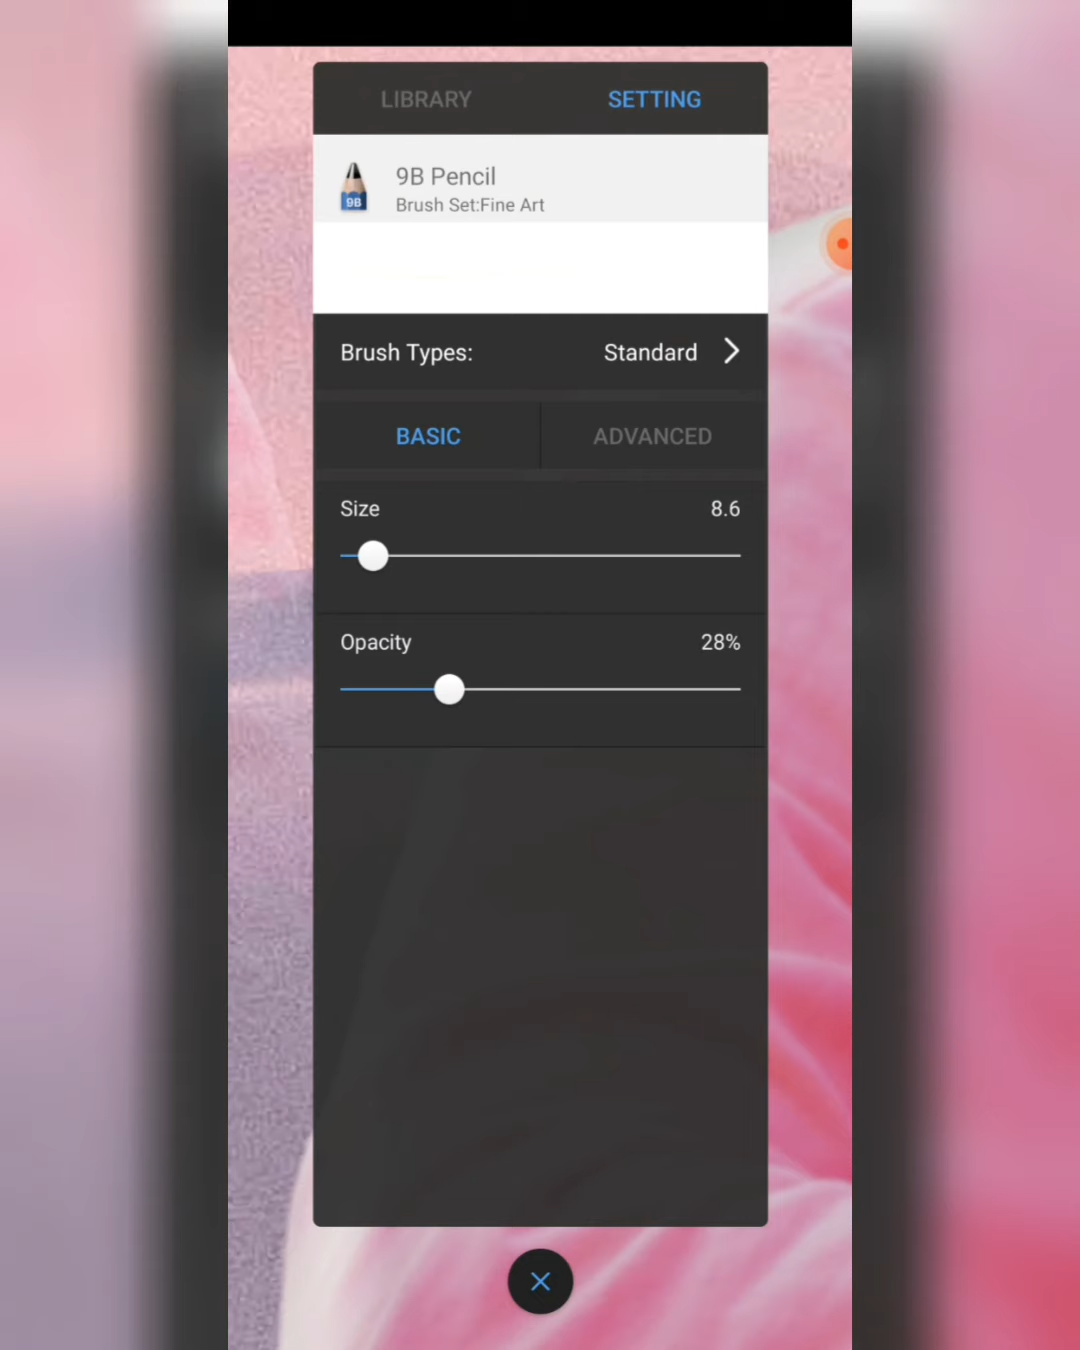 LIBRARY SETTING
9B Pencil
9B
Brush Set:Fine Art
Brush Types: Standard
BASIC ADVANCED
Size 8.6
Opacity 28%